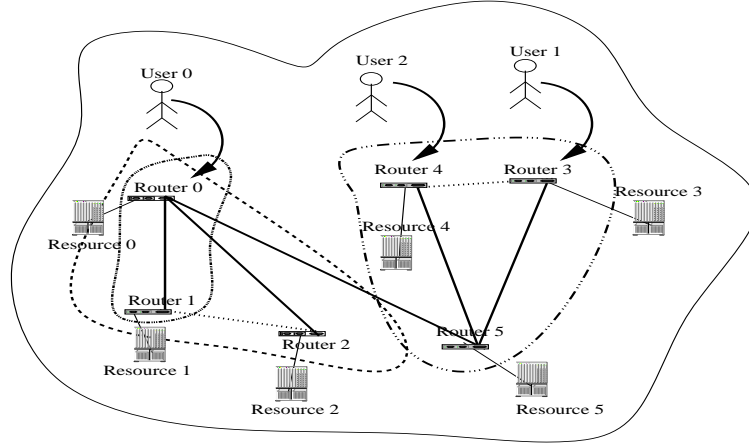 User 0
User 2
User 1
Router 0
Router 4
Router 3
Resource 3
Resource 0
Resource 4
Router 1
Router 2
Router 5
Resource 1
Resource 2
Resource 5